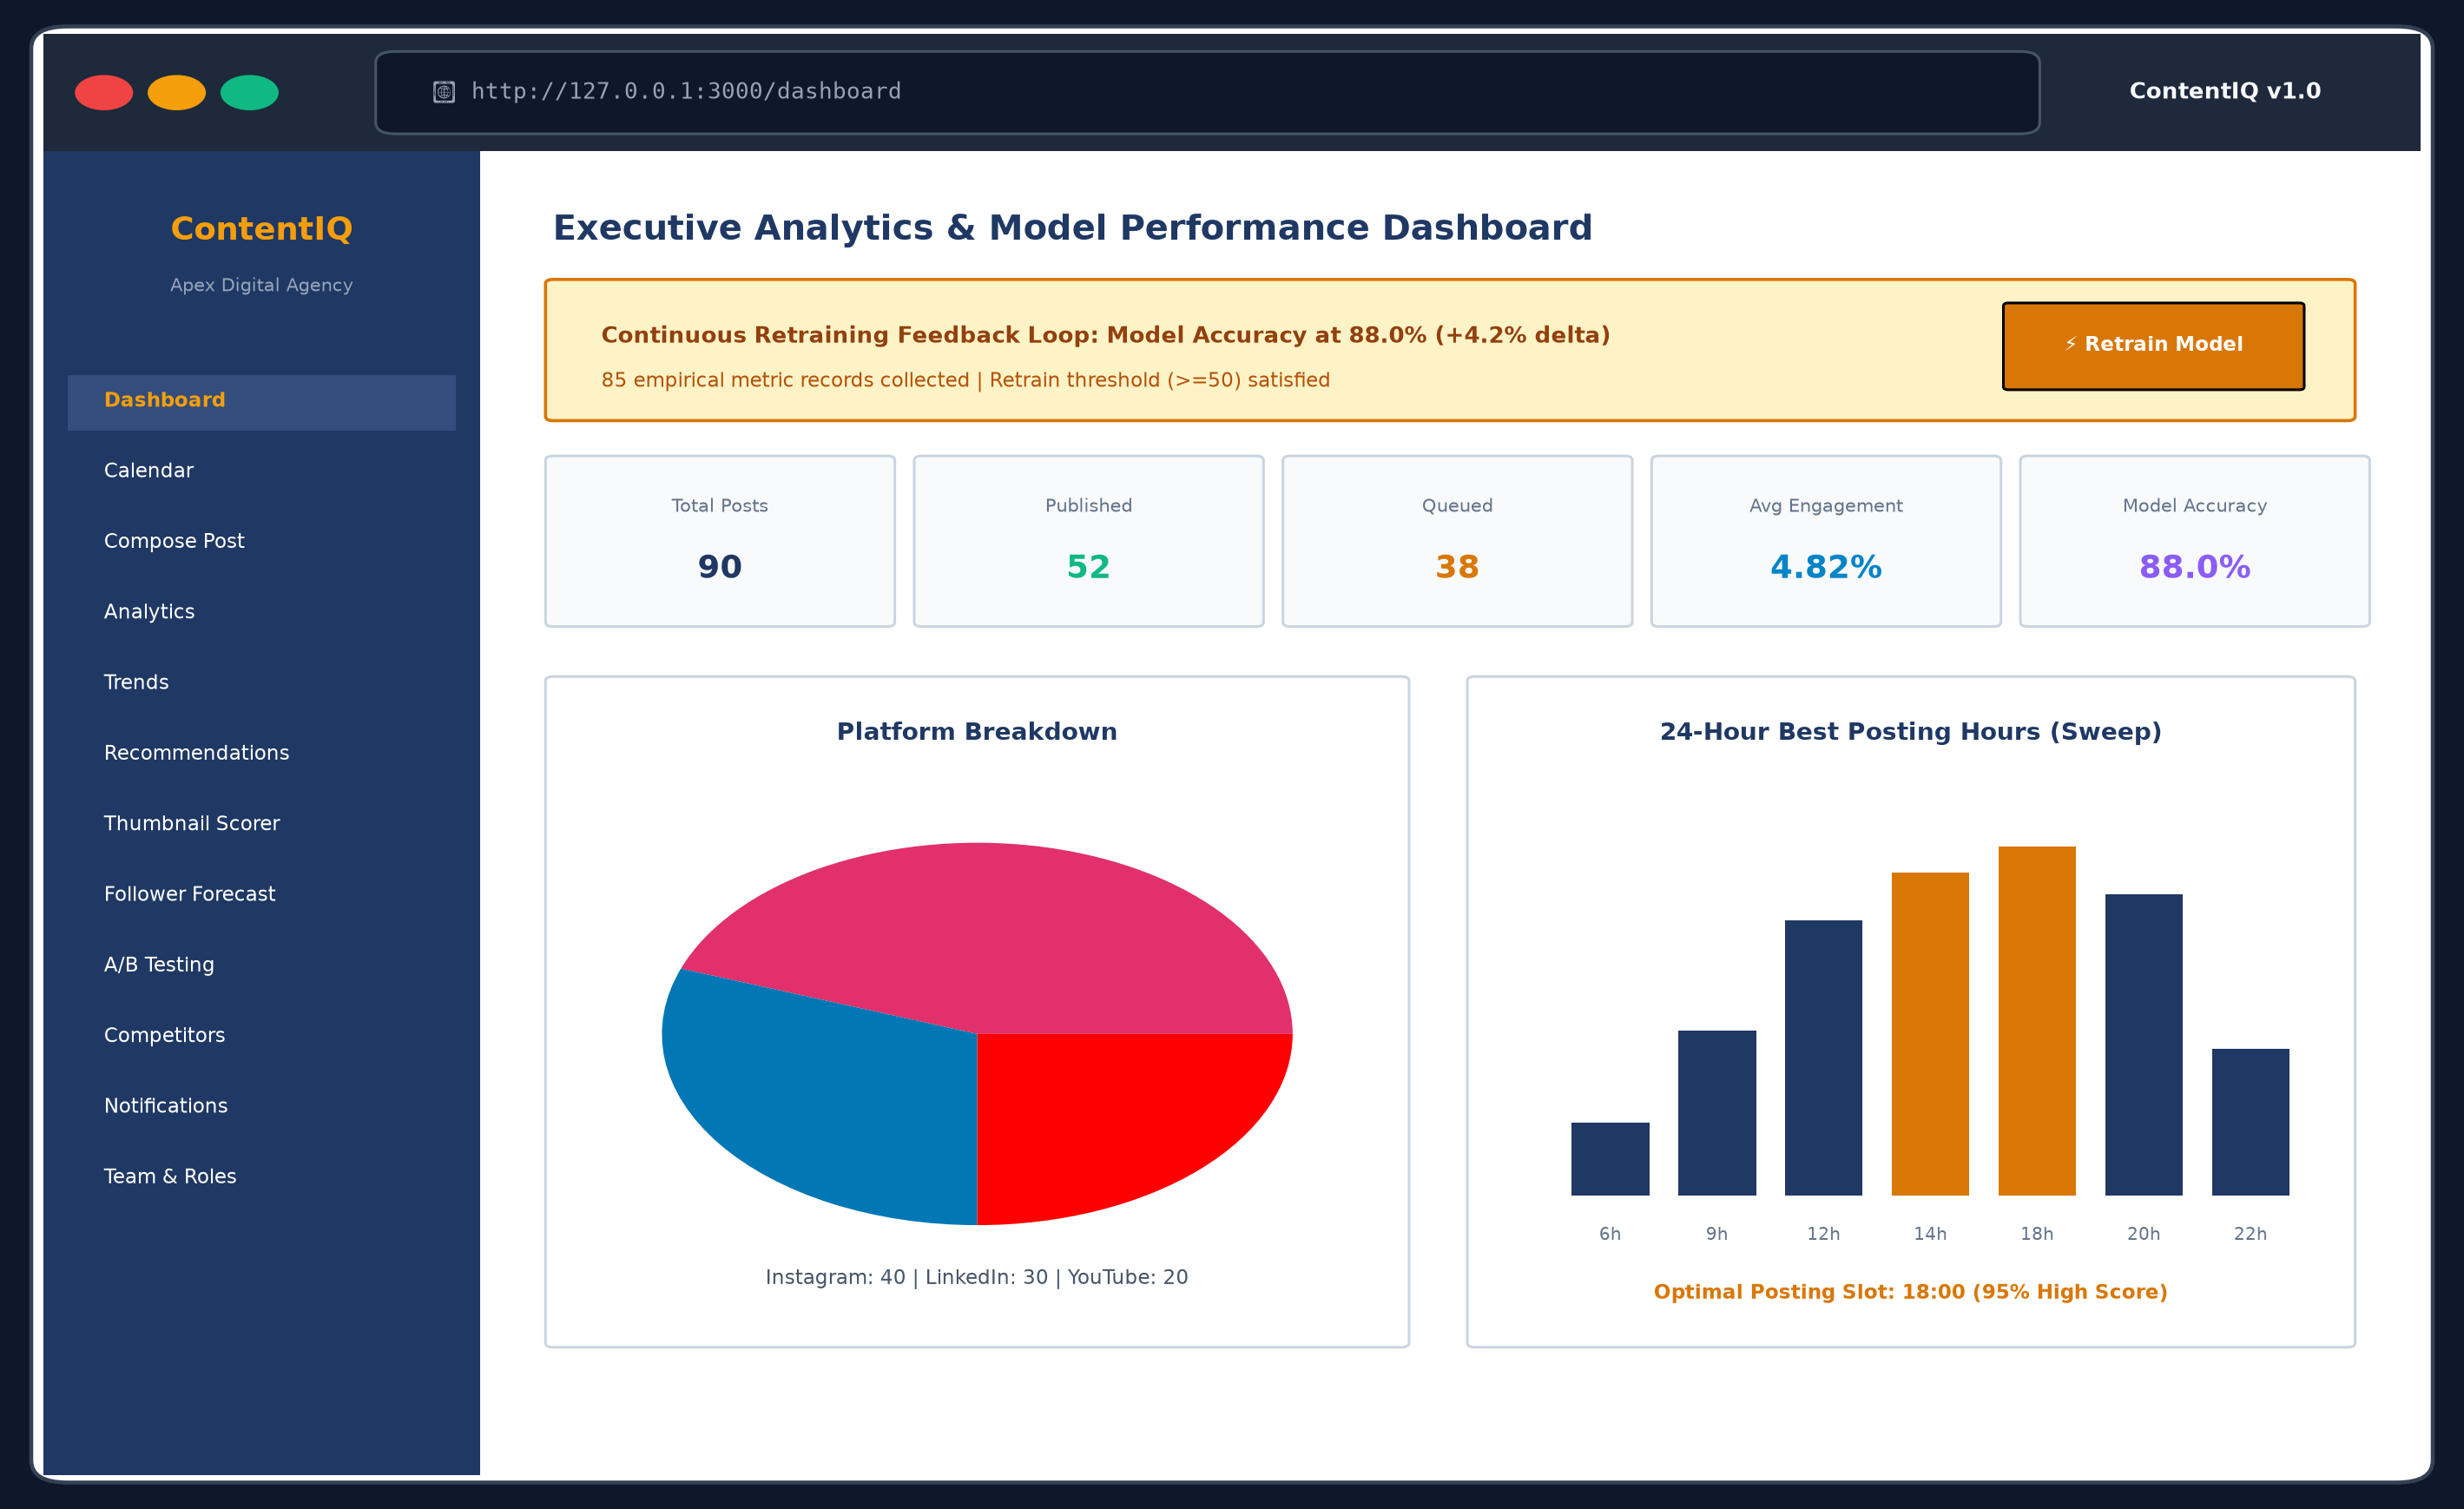 http://127.0.0.1:3000/dashboard
ContentIQ v1.0
ContentIQ
Apex Digital Agency
Dashboard
Calendar
Compose Post
Analytics
Trends
Recommendations
Thumbnail Scorer
Follower Forecast
A/B Testing
Competitors
Notifications
Team & Roles
Executive Analytics & Model Performance Dashboard
Continuous Retraining Feedback Loop: Model Accuracy at 88.0% (+4.2% delta)
85 empirical metric records collected | Retrain threshold (>=50) satisfied
⚡ Retrain Model
Total Posts
90
Published
52
Queued
38
Avg Engagement
4.82%
Model Accuracy
88.0%
Platform Breakdown
Instagram: 40 | LinkedIn: 30 | YouTube: 20
24-Hour Best Posting Hours (Sweep)
6h 9h 12h 14h 18h 20h 22h
Optimal Posting Slot: 18:00 (95% High Score)